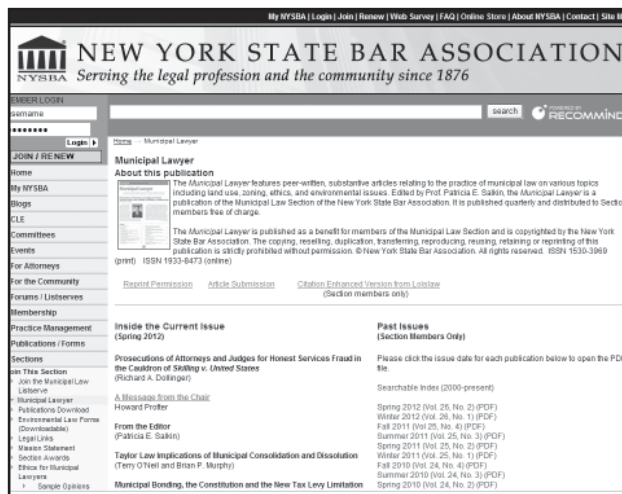 My NYSBA | Login | Join | Renew | Web Survey | FAQ | Online Store | About NYSBA | Contact | Site M
NYSBA
NEW YORK STATE BAR ASSOCIATION
Serving the legal profession and the community since 1876
EMBER LOGIN
sername
Login
JOIN / RENEW
Home
My NYSBA
Blogs
CLE
Committees
Events
For Attorneys
For the Community
Forums / Listserves
Membership
Practice Management
Publications / Forms
Sections
oin This Section
Join the Municipal Law
Listserve
Municipal Lawyer
Publications Download
Environmental Law Forms
(Downloadable)
Legal Links
Mission Statement
Section Awards
Ethics for Municipal
Lawyers
Sample Opinions
search
POWERED BY
RECOMMIND
Home → Municipal Lawyer
Municipal Lawyer
About this publication
The Municipal Lawyer features peer-written, substantive articles relating to the practice of municipal law on various topics
including land use, zoning, ethics, and environmental issues. Edited by Prof. Patricia E. Salkin, the Municipal Lawyer is a
publication of the Municipal Law Section of the New York State Bar Association. It is published quarterly and distributed to Sectio
members free of charge.
The Municipal Lawyer is published as a benefit for members of the Municipal Law Section and is copyrighted by the New York
State Bar Association. The copying, reselling, duplication, transferring, reproducing, reusing, retaining or reprinting of this
publication is strictly prohibited without permission. © New York State Bar Association. All rights reserved. ISSN 1530-3969
(print) ISSN 1933-8473 (online)
Reprint Permission Article Submission Citation Enhanced Version from Loislaw
(Section members only)
Inside the Current Issue
(Spring 2012)
Prosecutions of Attorneys and Judges for Honest Services Fraud in
the Cauldron of Skilling v. United States
(Richard A. Dollinger)
A Message from the Chair
Howard Protter
From the Editor
(Patricia E. Salkin)
Taylor Law Implications of Municipal Consolidation and Dissolution
(Terry O'Neil and Brian P. Murphy)
Municipal Bonding, the Constitution and the New Tax Levy Limitation
Past Issues
(Section Members Only)
Please click the issue date for each publication below to open the PD
file.
Searchable Index (2000-present)
Spring 2012 (Vol. 26, No. 2) (PDF)
Winter 2012 (Vol. 26, No. 1) (PDF)
Fall 2011 (Vol 25, No. 4) (PDF)
Summer 2011 (Vol. 25, No. 3) (PDF)
Spring 2011 (Vol. 25, No. 2) (PDF)
Winter 2011 (Vol. 25, No. 1) (PDF)
Fall 2010 (Vol. 24, No. 4) (PDF)
Summer 2010 (Vol. 24, No. 3) (PDF)
Spring 2010 (Vol. 24, No. 2) (PDF)